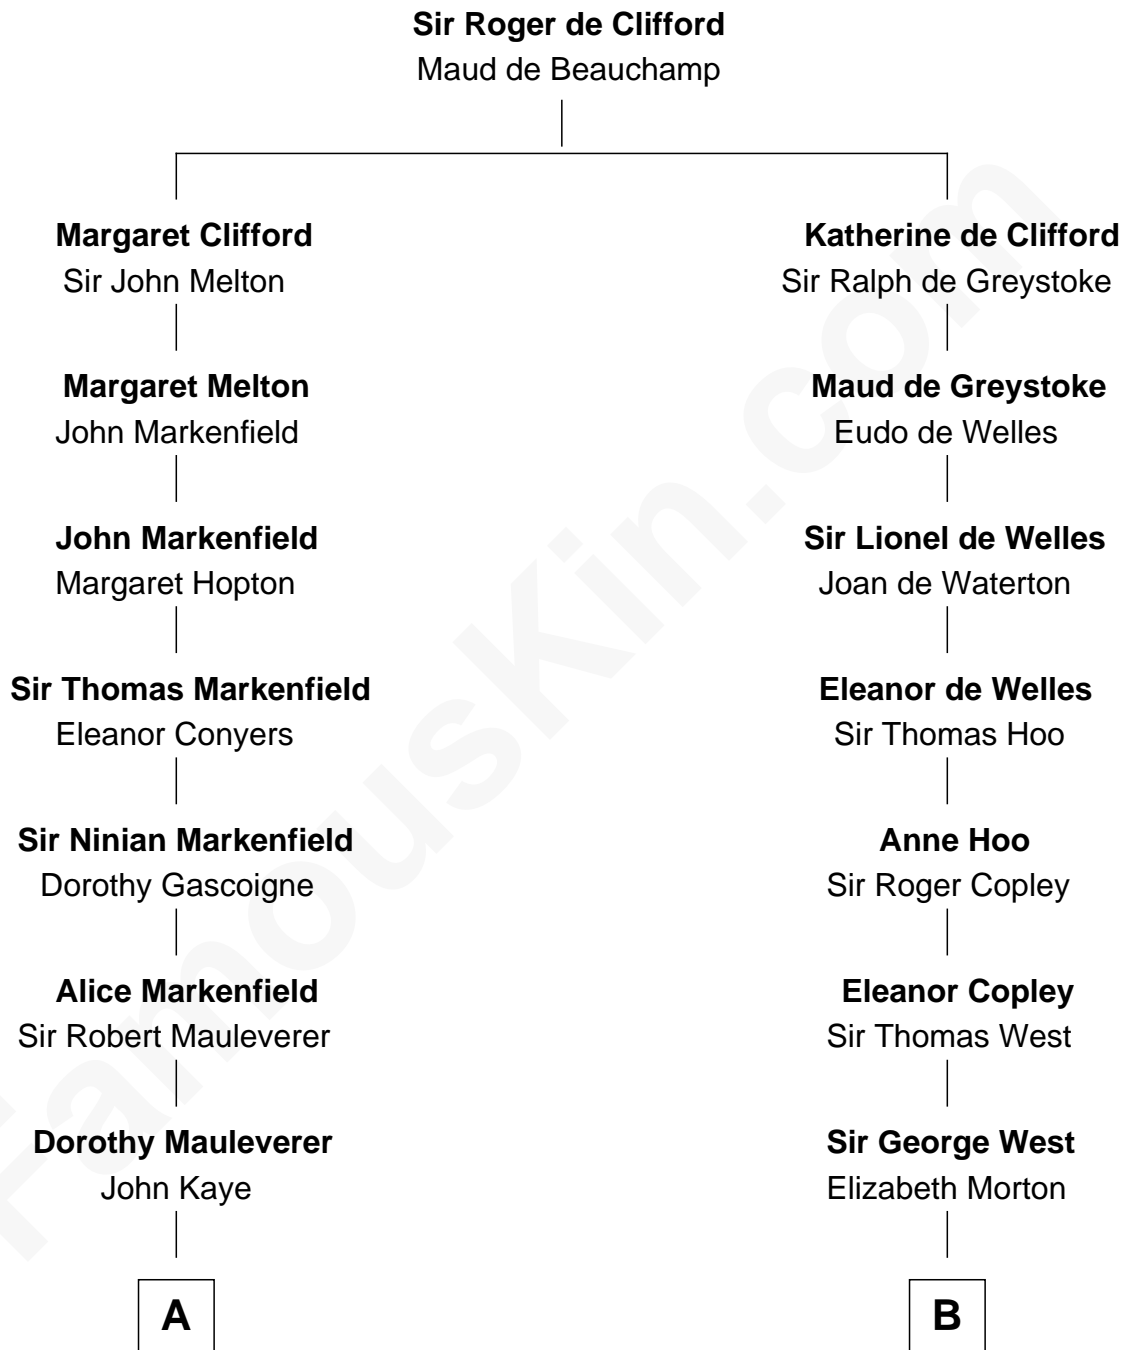 Sir Roger de Clifford
Maud de Beauchamp
Margaret Clifford
Sir John Melton
Katherine de Clifford
Sir Ralph de Greystoke
Margaret Melton
John Markenfield
Maud de Greystoke
Eudo de Welles
John Markenfield
Margaret Hopton
Sir Lionel de Welles
Joan de Waterton
Sir Thomas Markenfield
Eleanor Conyers
Eleanor de Welles
Sir Thomas Hoo
Sir Ninian Markenfield
Dorothy Gascoigne
Anne Hoo
Sir Roger Copley
Alice Markenfield
Sir Robert Mauleverer
Eleanor Copley
Sir Thomas West
Dorothy Mauleverer
John Kaye
Sir George West
Elizabeth Morton
A
B
FamousKin.com